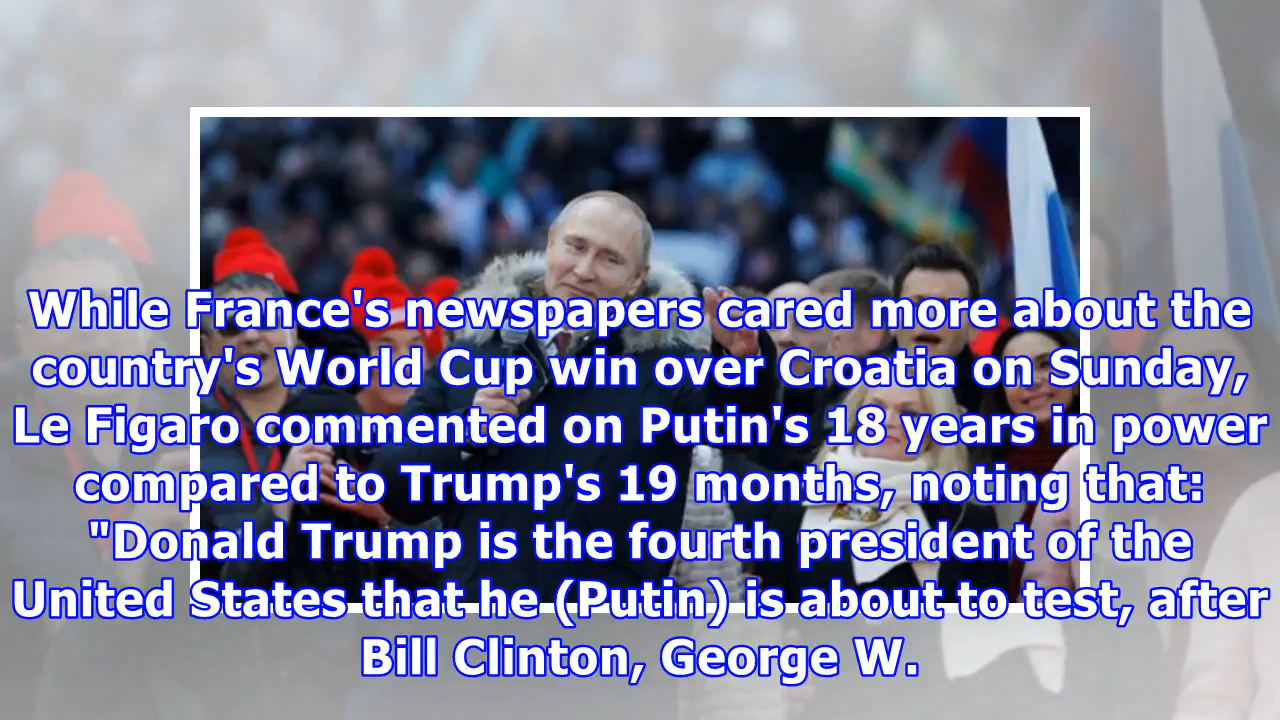 While France's newspapers cared more about the
country's World Cup win over Croatia on Sunday,
Le Figaro commented on Putin's 18 years in power
compared to Trump's 19 months, noting that:
"Donald Trump is the fourth president of the
United States that he (Putin) is about to test, after
Bill Clinton, George W.